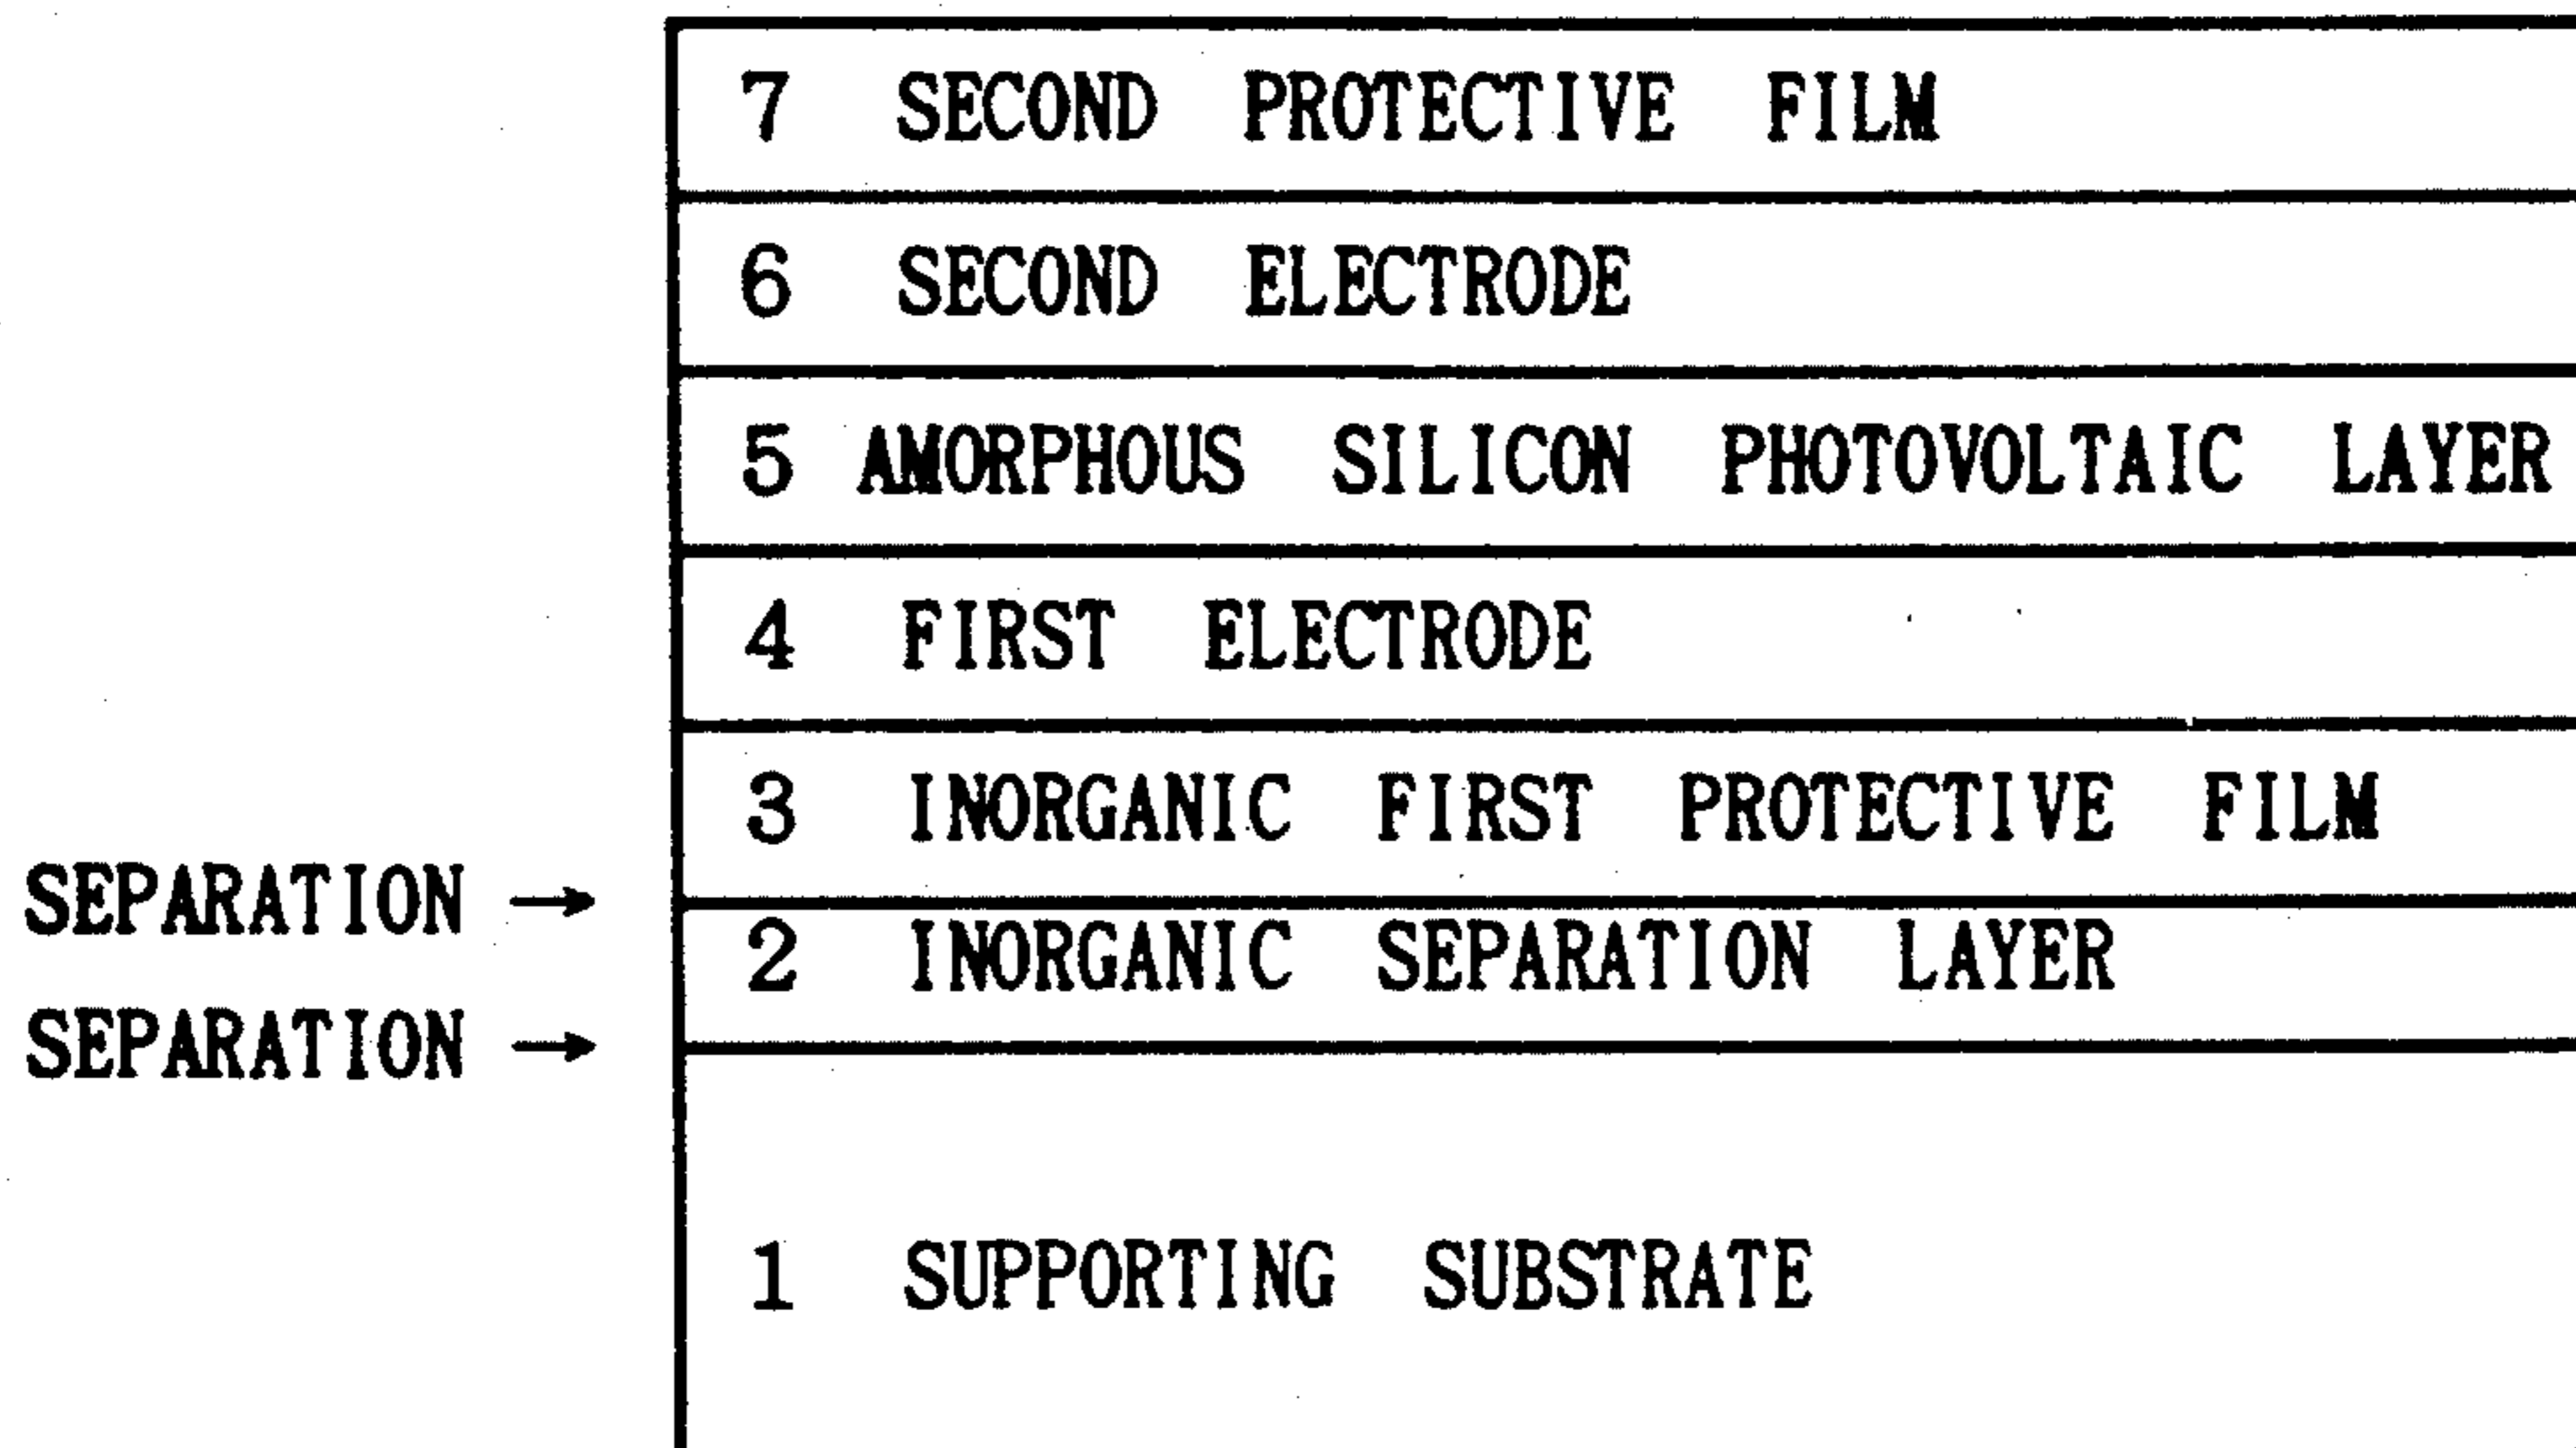 7 SECOND PROTECTIVE FILM
6 SECOND ELECTRODE
5 AMORPHOUS SILICON PHOTOVOLTAIC LAYER
4 FIRST ELECTRODE
3 INORGANIC FIRST PROTECTIVE FILM
SEPARATION →
2 INORGANIC SEPARATION LAYER
SEPARATION →
1 SUPPORTING SUBSTRATE